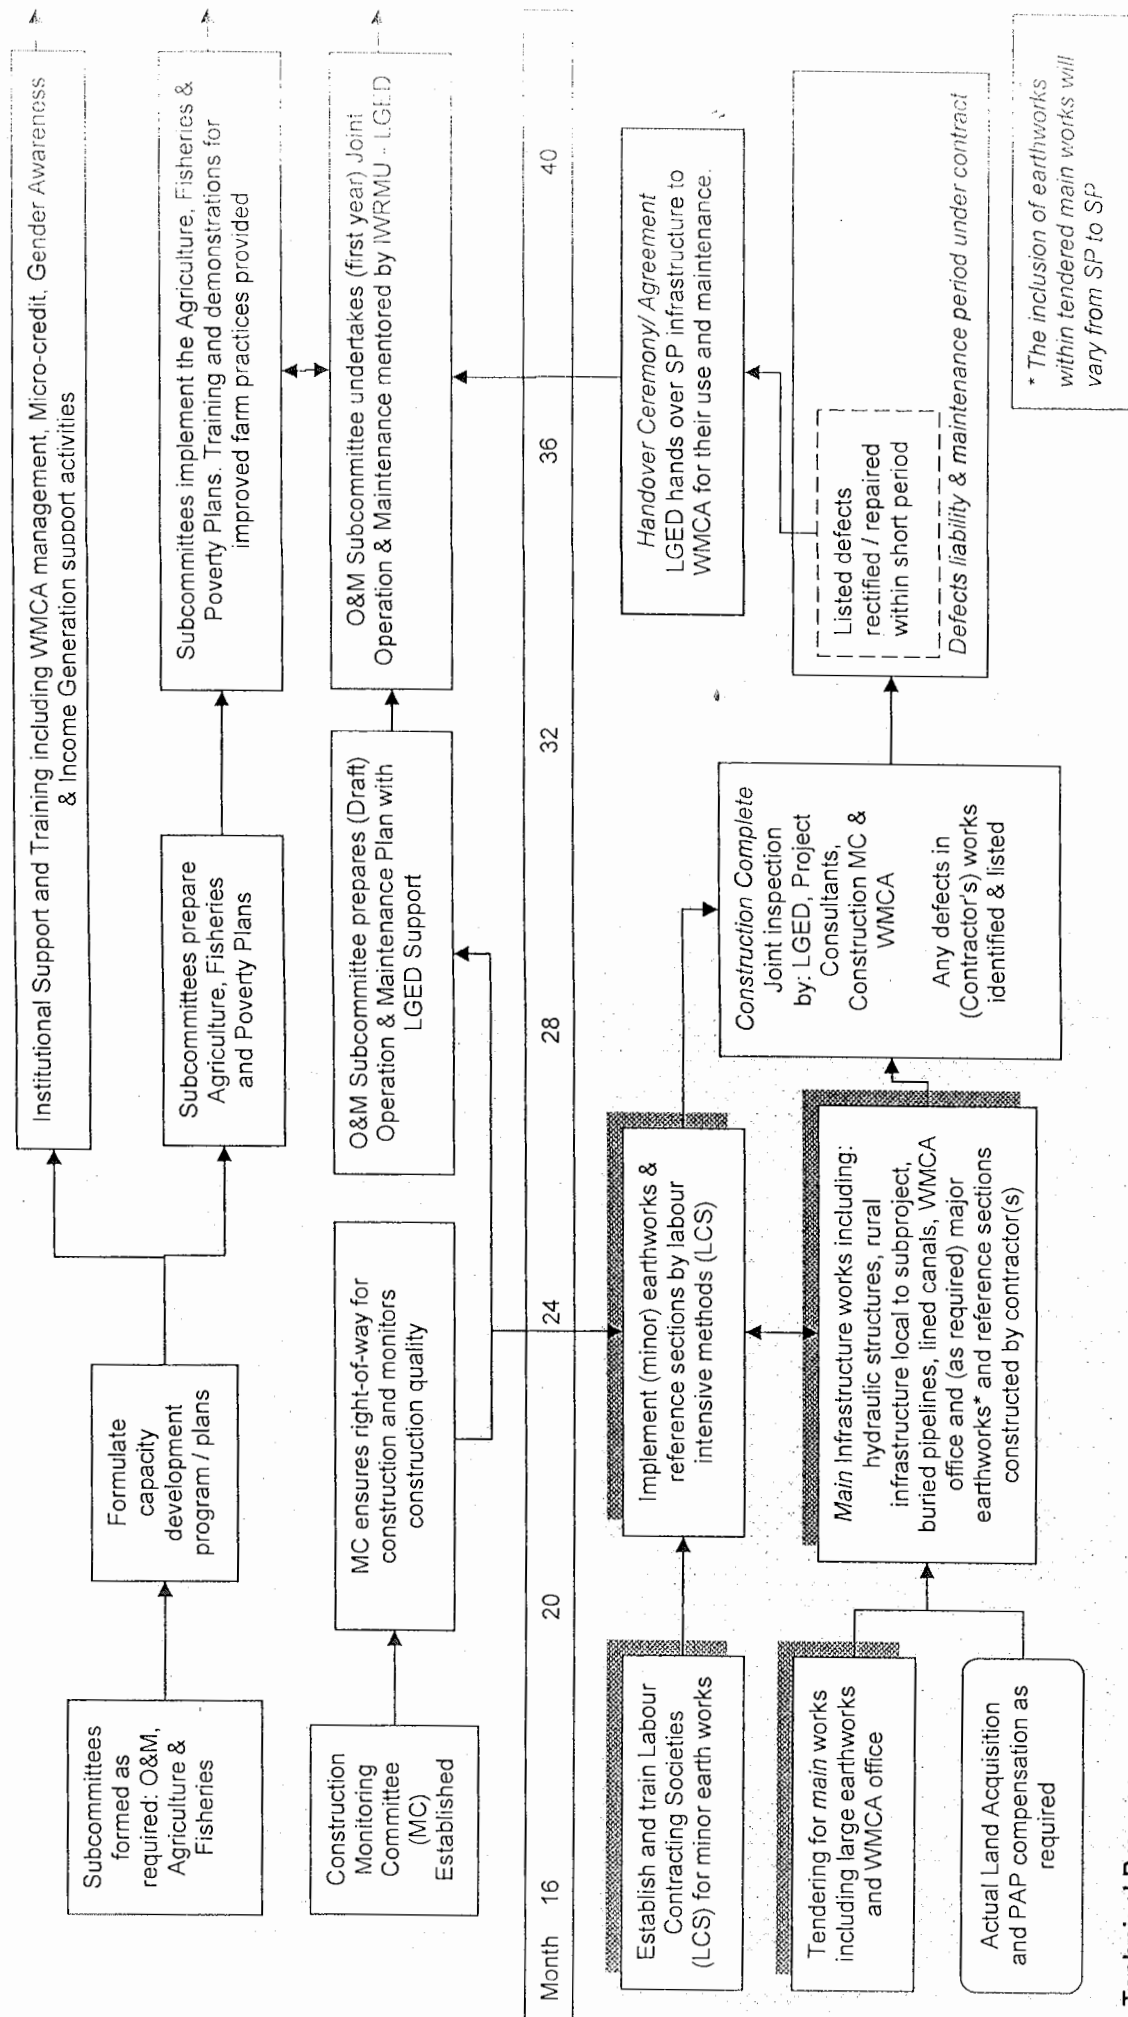 Institutional Support and Training including WMCA management, Micro-credit, Gender Awareness
& Income Generation support activities
Subcommittees
formed as
required: O&M,
Agriculture &
Fisheries
Formulate
capacity
development
program / plans
Subcommittees prepare
Agriculture, Fisheries
and Poverty Plans
Subcommittees implement the Agriculture, Fisheries &
Poverty Plans. Training and demonstrations for
improved farm practices provided
Construction
Monitoring
Committee
(MC)
Established
MC ensures right-of-way for
construction and monitors
construction quality
O&M Subcommittee prepares (Draft)
Operation & Maintenance Plan with
LGED Support
O&M Subcommittee undertakes (first year) Joint
Operation & Maintenance mentored by IWRMU - LGED
Month 16 20 24 28 32 36 40
Establish and train Labour
Contracting Societies
(LCS) for minor earth works
Implement (minor) earthworks &
reference sections by labour
intensive methods (LCS)
Handover Ceremony/ Agreement
LGED hands over SP infrastructure to
WMCA for their use and maintenance.
Construction Complete
Joint inspection
by: LGED, Project
Consultants,
Construction MC &
WMCA
Any defects in
(Contractor's) works
identified & listed
Tendering for main works
including large earthworks
and WMCA office
Main Infrastructure works including:
hydraulic structures, rural
infrastructure local to subproject,
buried pipelines, lined canals, WMCA
office and (as required) major
earthworks* and reference sections
constructed by contractor(s)
Listed defects
rectified / repaired
within short period
Defects liability & maintenance period under contract
Actual Land Acquisition
and PAP compensation as
required
* The inclusion of earthworks
within tendered main works will
vary from SP to SP